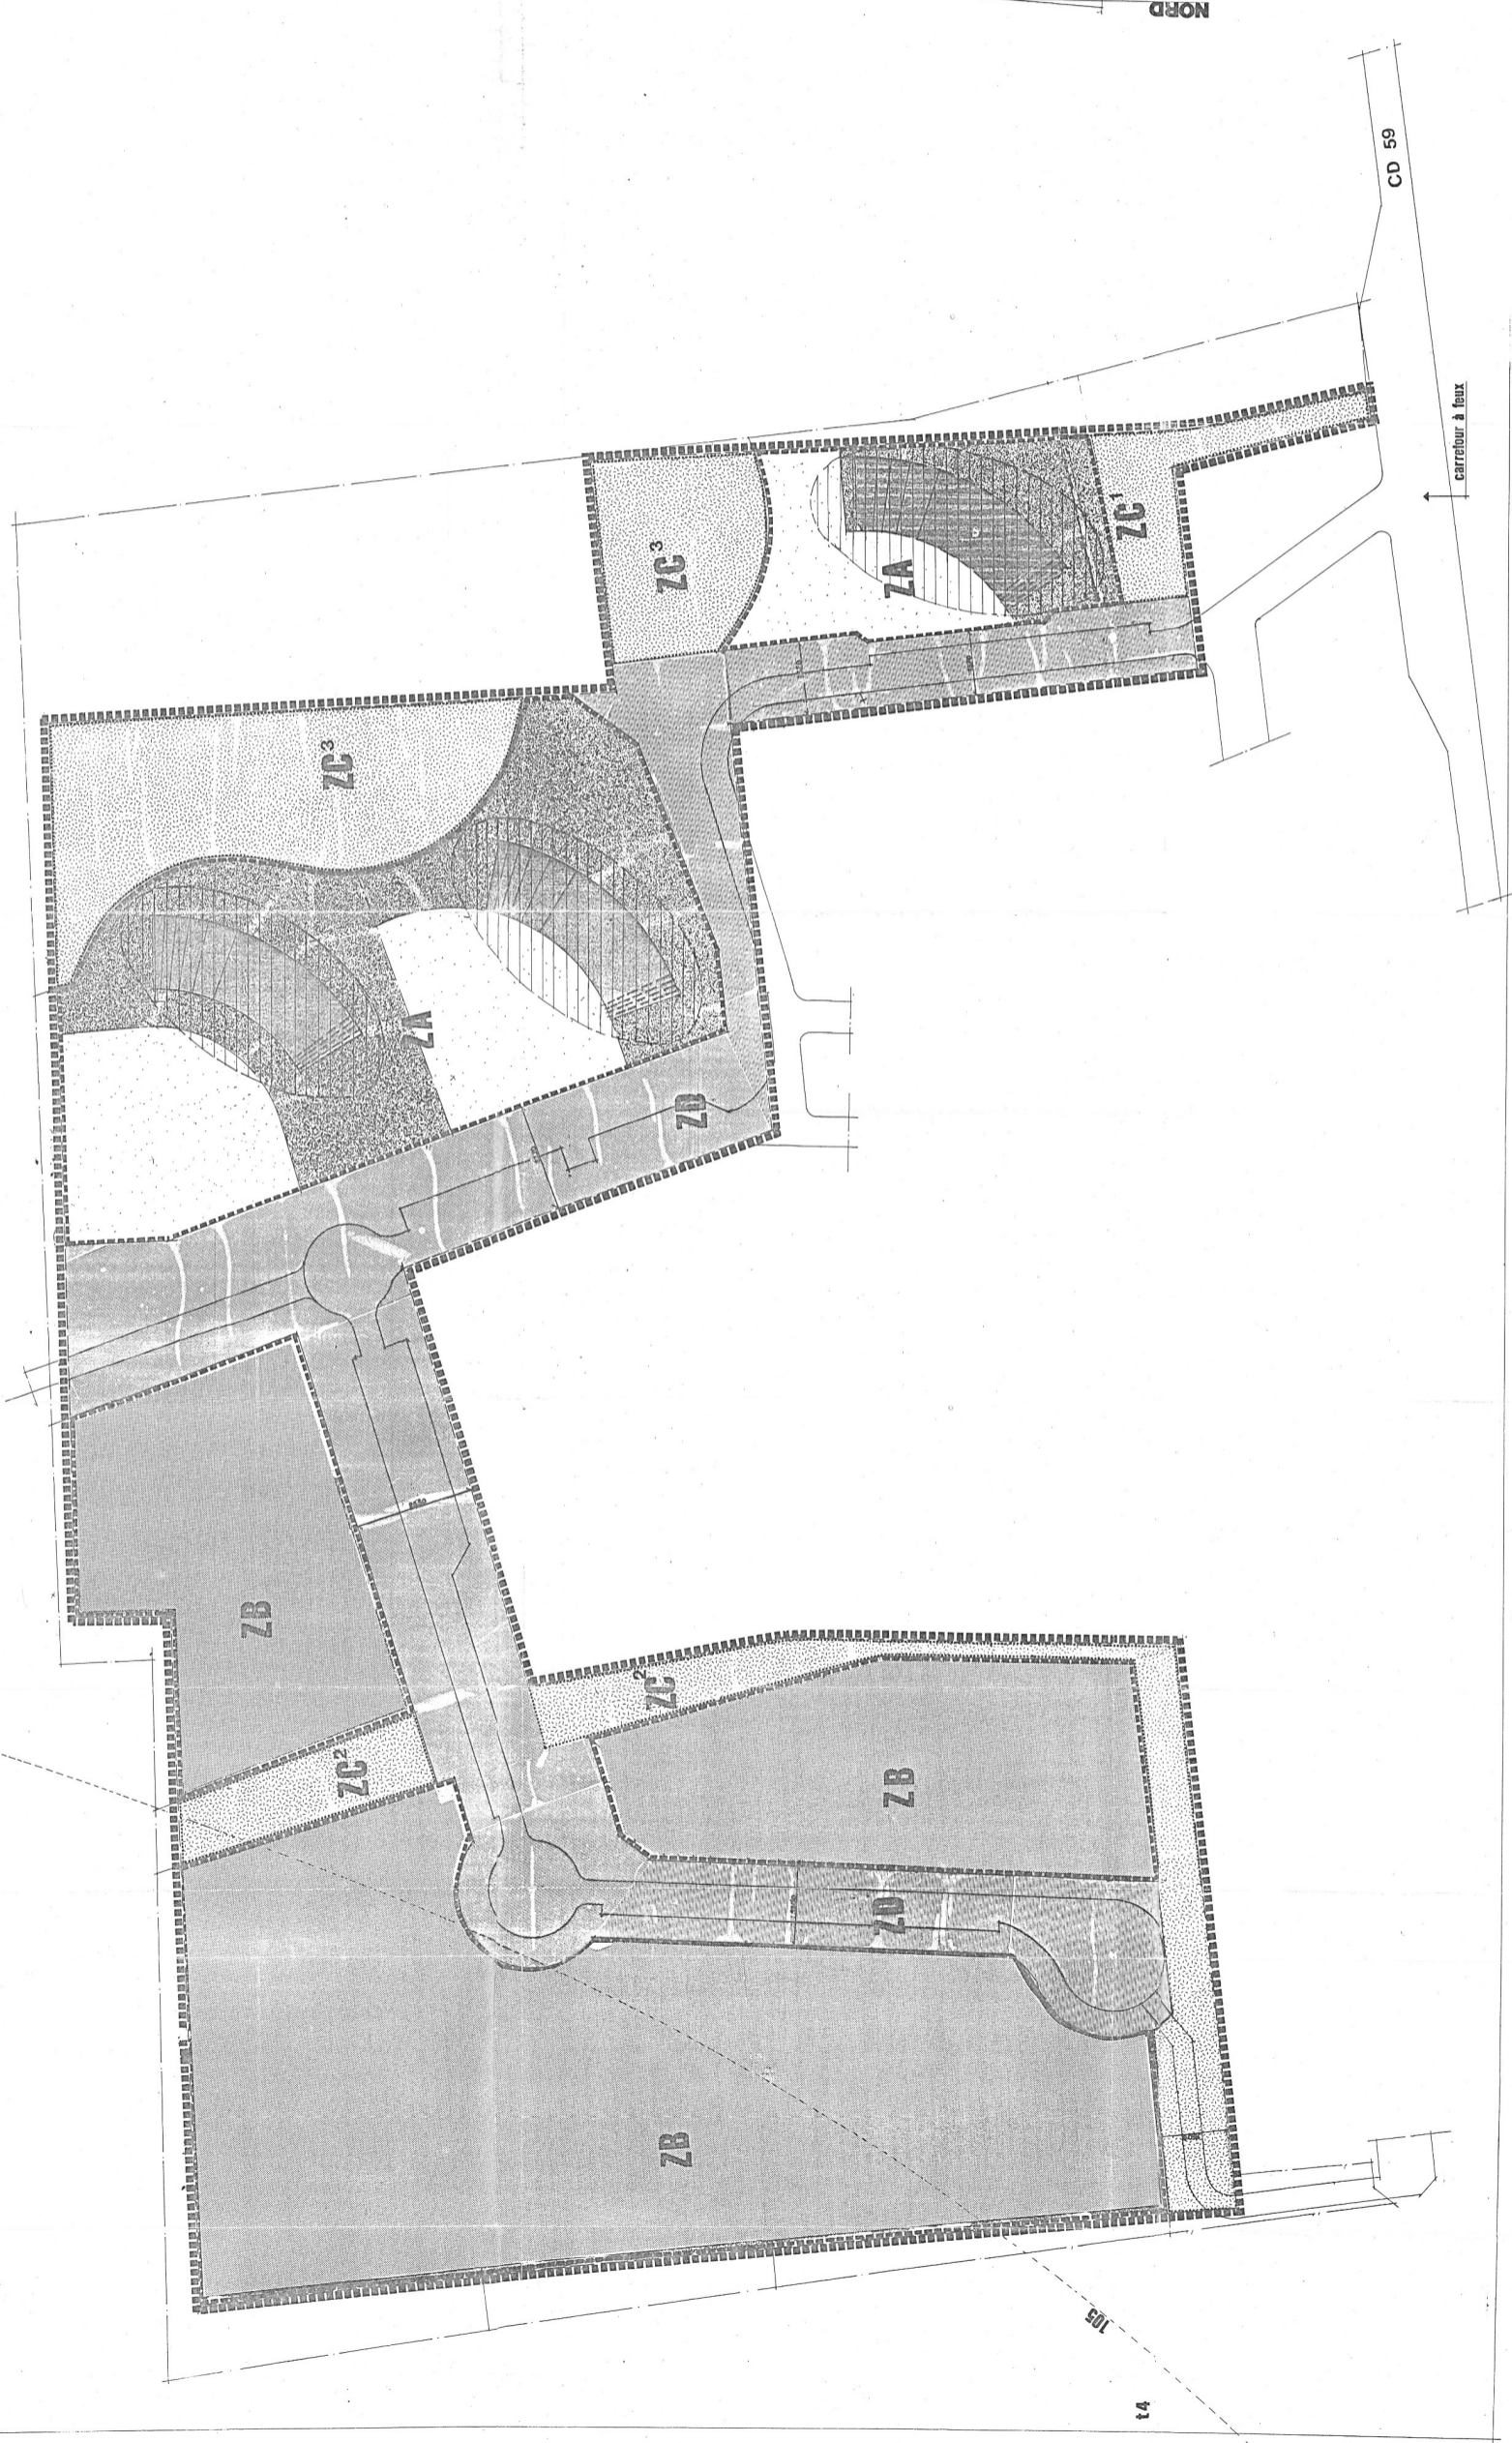 NORD
CD 59
carrefour à feux
ZC³
ZA
ZC¹
ZC³
ZA
ZD
ZB
ZC²
ZC²
ZB
ZD
ZB
105
t4